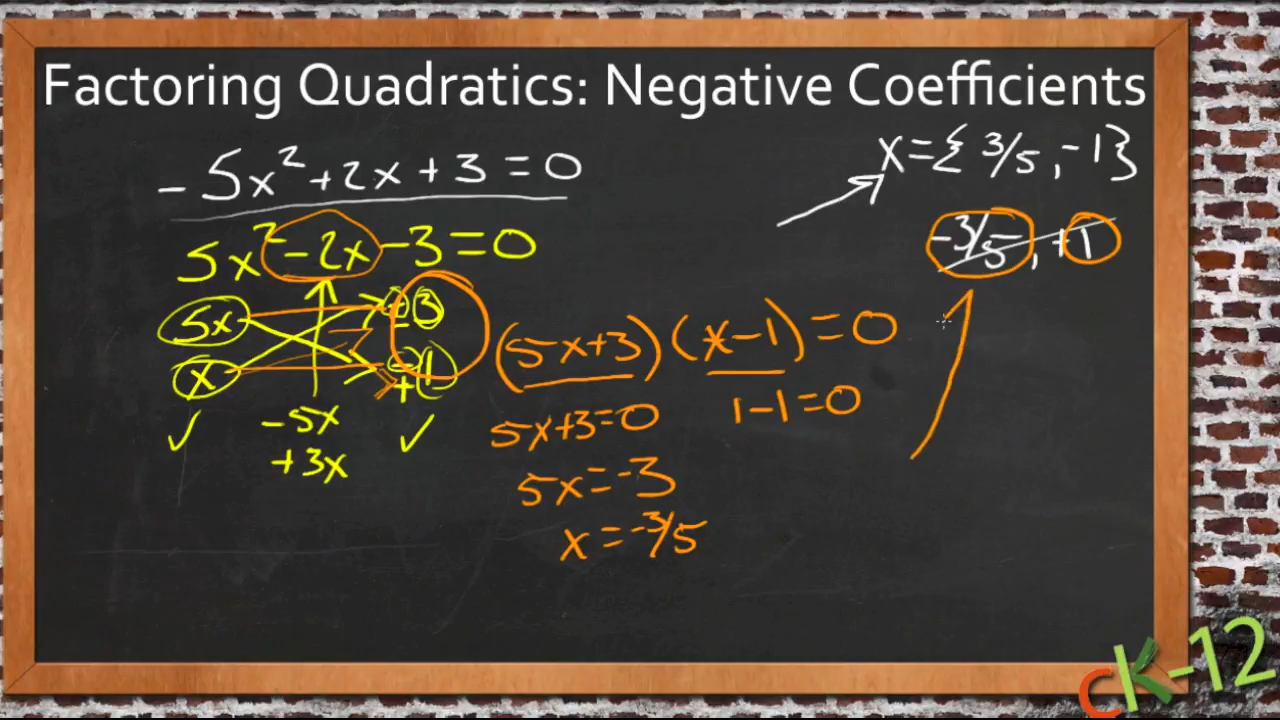 Factoring Quadratics: Negative Coefficients
-5x²+2x+3=0
x={3/5,-1}
-3/5,+1
5x²-2x-3=0
5x
x
3
+1
-5x
+3x
(5x+3)(x-1)=0
5x+3=0
1-1=0
5x=-3
x=-3/5
CK-12